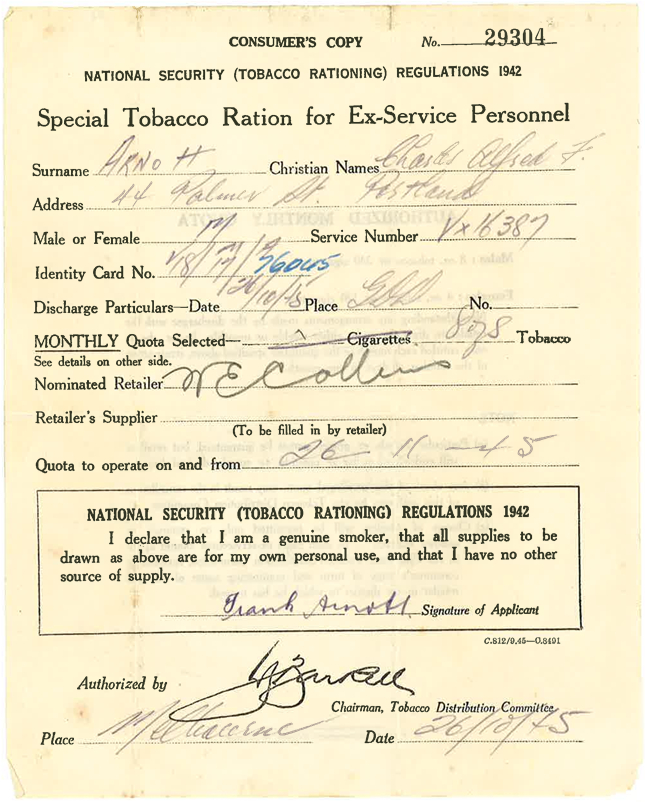 CONSUMER'S COPY No. 29304
NATIONAL SECURITY (TOBACCO RATIONING) REGULATIONS 1942
Special Tobacco Ration for Ex-Service Personnel
Surname ARNOTT Christian Names Charles Alfred F.
Address 44 Palmer St. Portland
Male or Female M Service Number VX16387
Identity Card No. V8/ 76045
Discharge Particulars—Date 26/10/45 Place GDD No.
MONTHLY Quota Selected— Cigarettes 8ozs Tobacco
See details on other side.
Nominated Retailer W E Collins
Retailer's Supplier
(To be filled in by retailer)
Quota to operate on and from 26 - 11 - 45
NATIONAL SECURITY (TOBACCO RATIONING) REGULATIONS 1942
I declare that I am a genuine smoker, that all supplies to be
drawn as above are for my own personal use, and that I have no other
source of supply.
Frank Arnott Signature of Applicant
C.812/9.45—O.8491
Authorized by
Chairman, Tobacco Distribution Committee
Place Melbourne Date 26/10/45